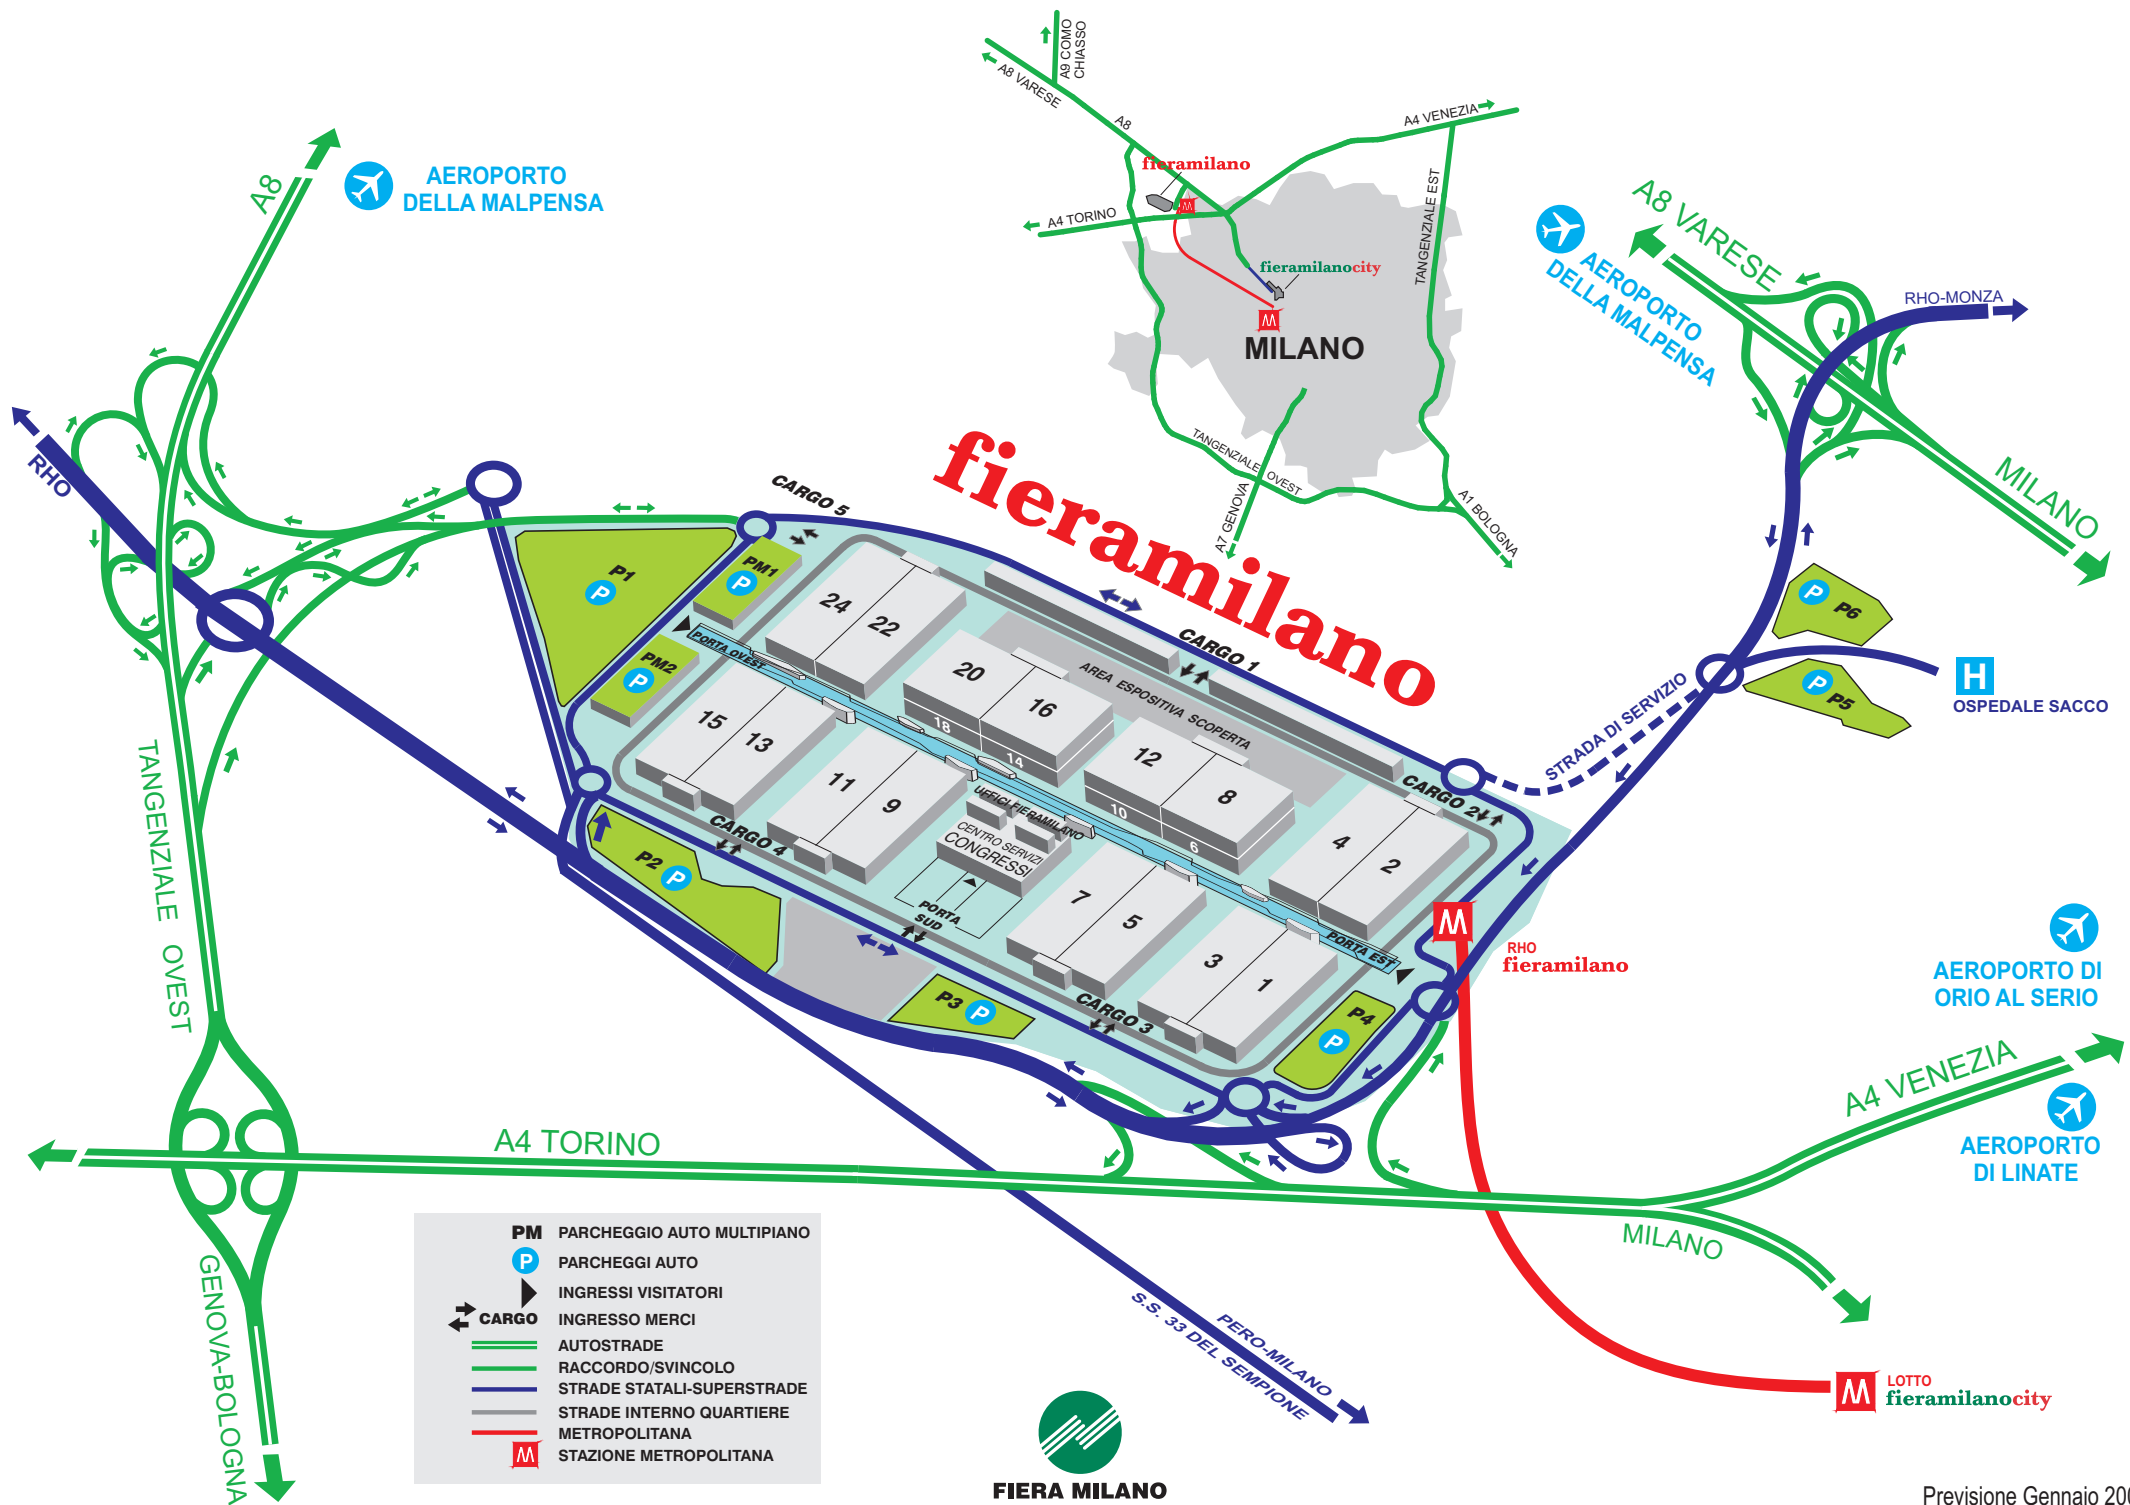 A9 COMO
CHIASSO
A8 VARESE
A8
A4 VENEZIA
fieramilano
A4 TORINO
TANGENZIALE EST
fieramilanocity
MILANO
TANGENZIALE OVEST
A7 GENOVA
A1 BOLOGNA
A8
AEROPORTO
DELLA MALPENSA
A8 VARESE
AEROPORTO
DELLA MALPENSA
RHO-MONZA
MILANO
RHO
fieramilano
CARGO 5
P1
P
PM1
P
PM2
P
PORTA OVEST
24
22
20
16
18
14
CARGO 1
AREA ESPOSITIVA SCOPERTA
15
13
11
9
12
8
10
6
4
2
CARGO 2
UFFICI FIERAMILANO
CENTRO SERVIZI
CONGRESSI
PORTA
SUD
7
5
3
1
PORTA EST
CARGO 4
CARGO 3
P2
P
P3
P
P4
P
P
P6
P
P5
H
OSPEDALE SACCO
STRADA DI SERVIZIO
M
RHO
fieramilano
TANGENZIALE OVEST
AEROPORTO DI
ORIO AL SERIO
A4 VENEZIA
AEROPORTO
DI LINATE
A4 TORINO
MILANO
GENOVA-BOLOGNA
PERO-MILANO
S.S. 33 DEL SEMPIONE
M
LOTTO
fieramilanocity
PM PARCHEGGIO AUTO MULTIPIANO
P PARCHEGGI AUTO
INGRESSI VISITATORI
CARGO INGRESSO MERCI
AUTOSTRADE
RACCORDO/SVINCOLO
STRADE STATALI-SUPERSTRADE
STRADE INTERNO QUARTIERE
METROPOLITANA
M STAZIONE METROPOLITANA
FIERA MILANO
Previsione Gennaio